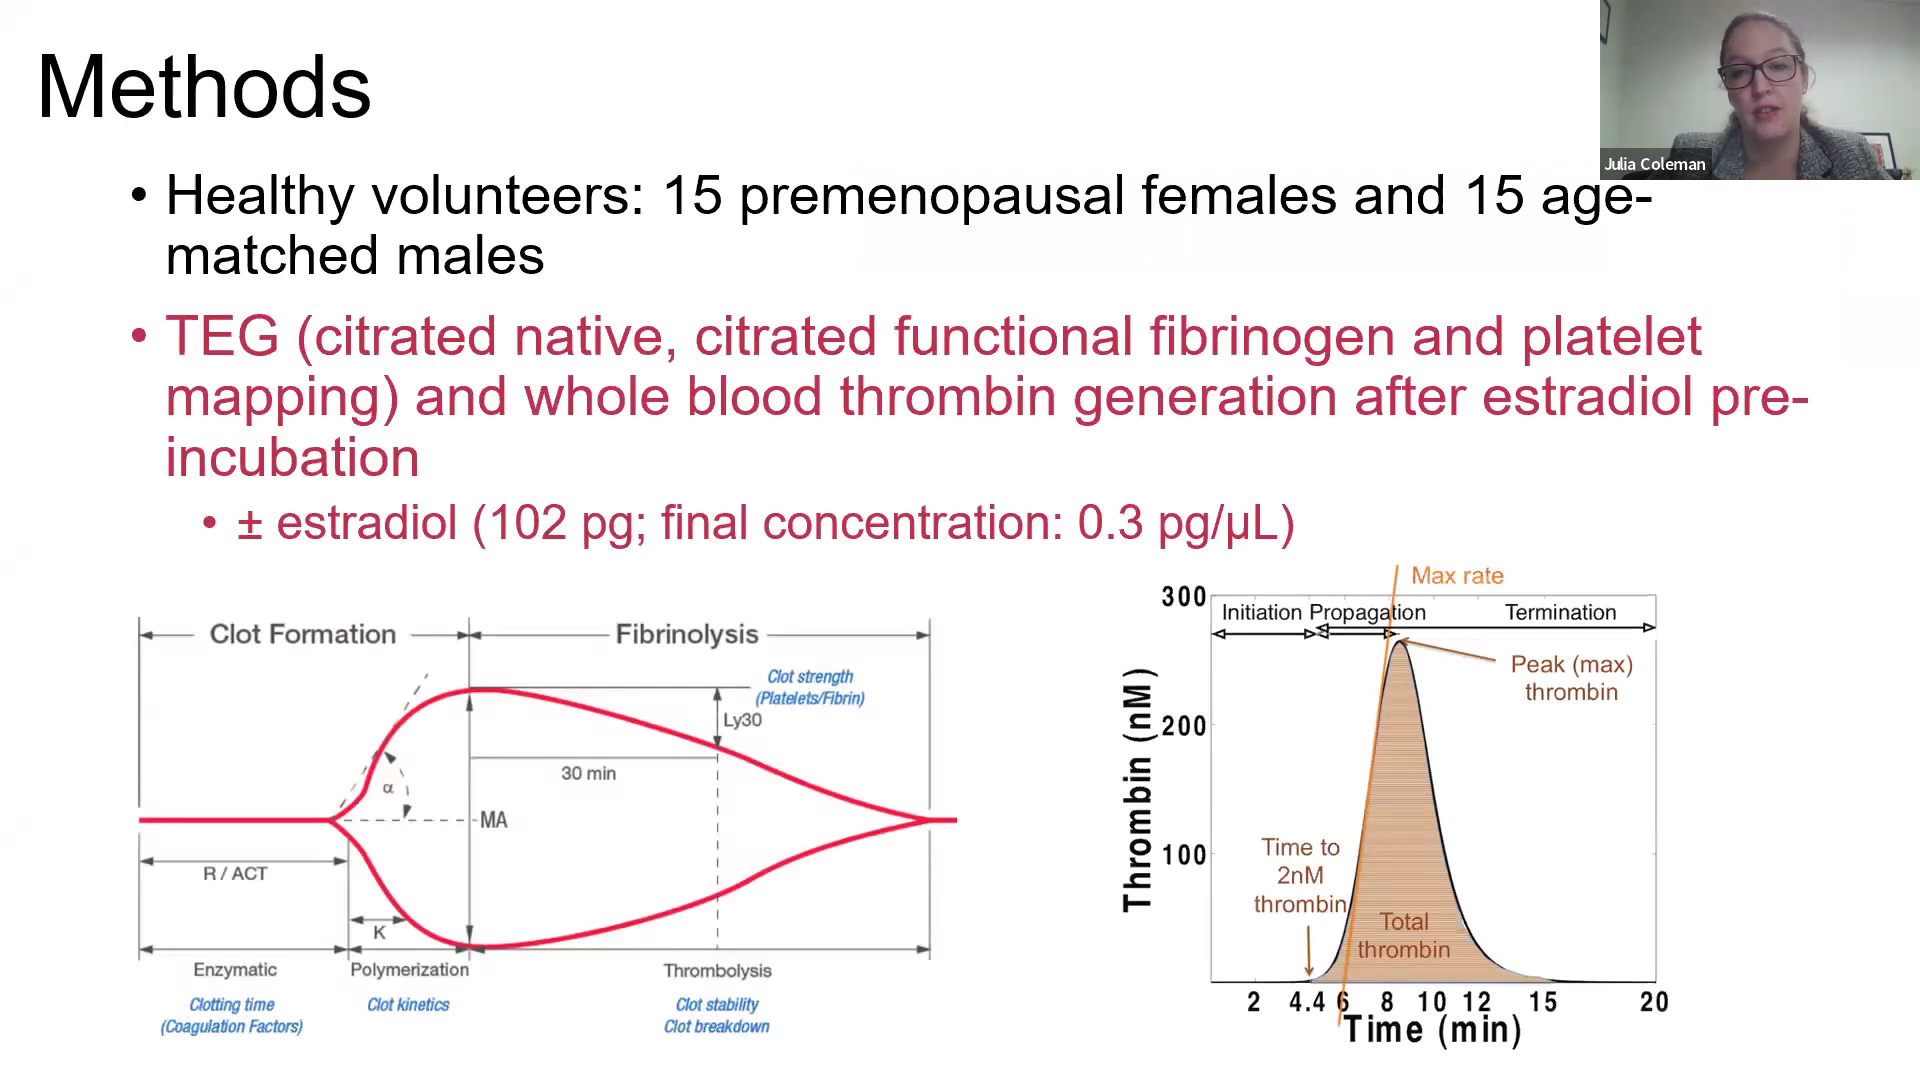 Methods
Julia Coleman
• Healthy volunteers: 15 premenopausal females and 15 age-
matched males
• TEG (citrated native, citrated functional fibrinogen and platelet
mapping) and whole blood thrombin generation after estradiol pre-
incubation
• ± estradiol (102 pg; final concentration: 0.3 pg/μL)
Clot Formation
Fibrinolysis
Clot strength
(Platelets/Fibrin)
Ly30
30 min
α
MA
R / ACT
K
Enzymatic
Polymerization
Thrombolysis
Clotting time
(Coagulation Factors)
Clot kinetics
Clot stability
Clot breakdown
Max rate
300
Initiation Propagation Termination
Peak (max)
thrombin
Thrombin (nM)
200
Time to
2nM
thrombin
100
Total
thrombin
2 4.4 6 8 10 12 15 20
Time (min)